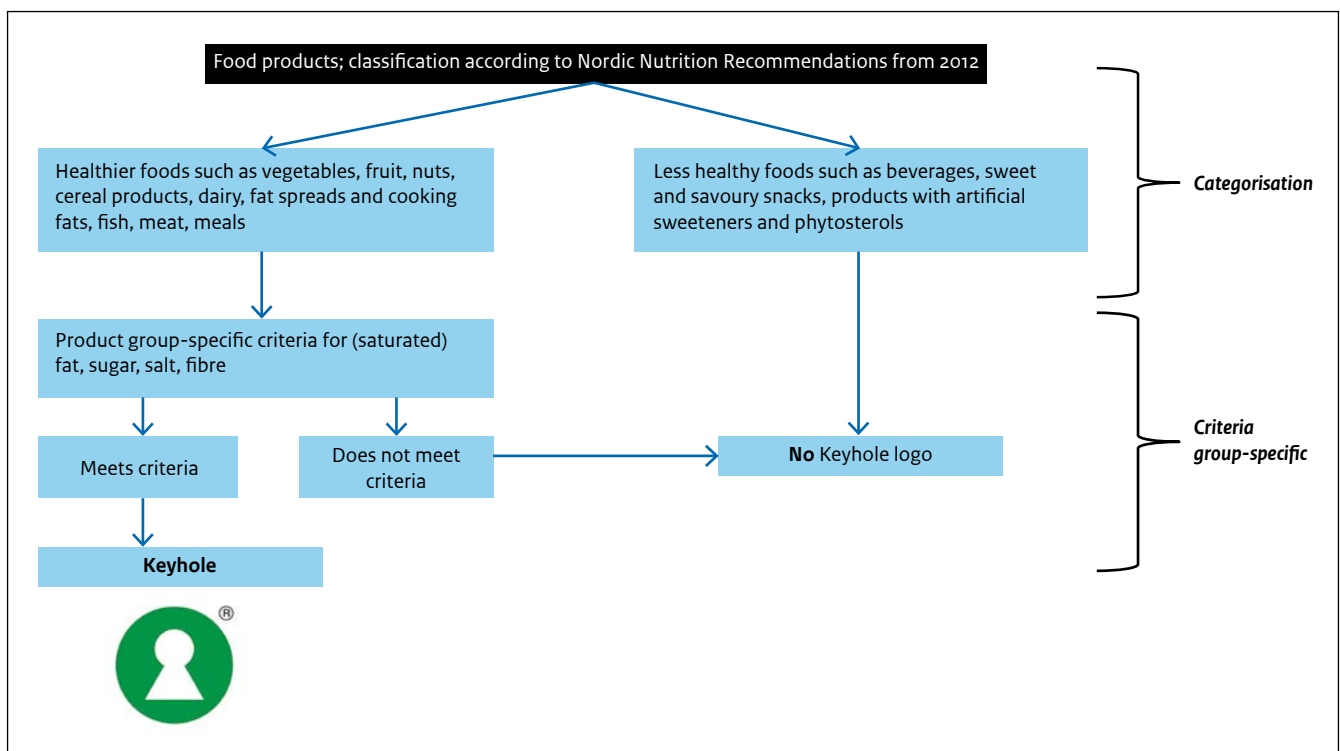 Food products; classification according to Nordic Nutrition Recommendations from 2012
Healthier foods such as vegetables, fruit, nuts,
cereal products, dairy, fat spreads and cooking
fats, fish, meat, meals
Less healthy foods such as beverages, sweet
and savoury snacks, products with artificial
sweeteners and phytosterols
Categorisation
Product group-specific criteria for (saturated)
fat, sugar, salt, fibre
Meets criteria
Does not meet
criteria
No Keyhole logo
Criteria
group-specific
Keyhole
®